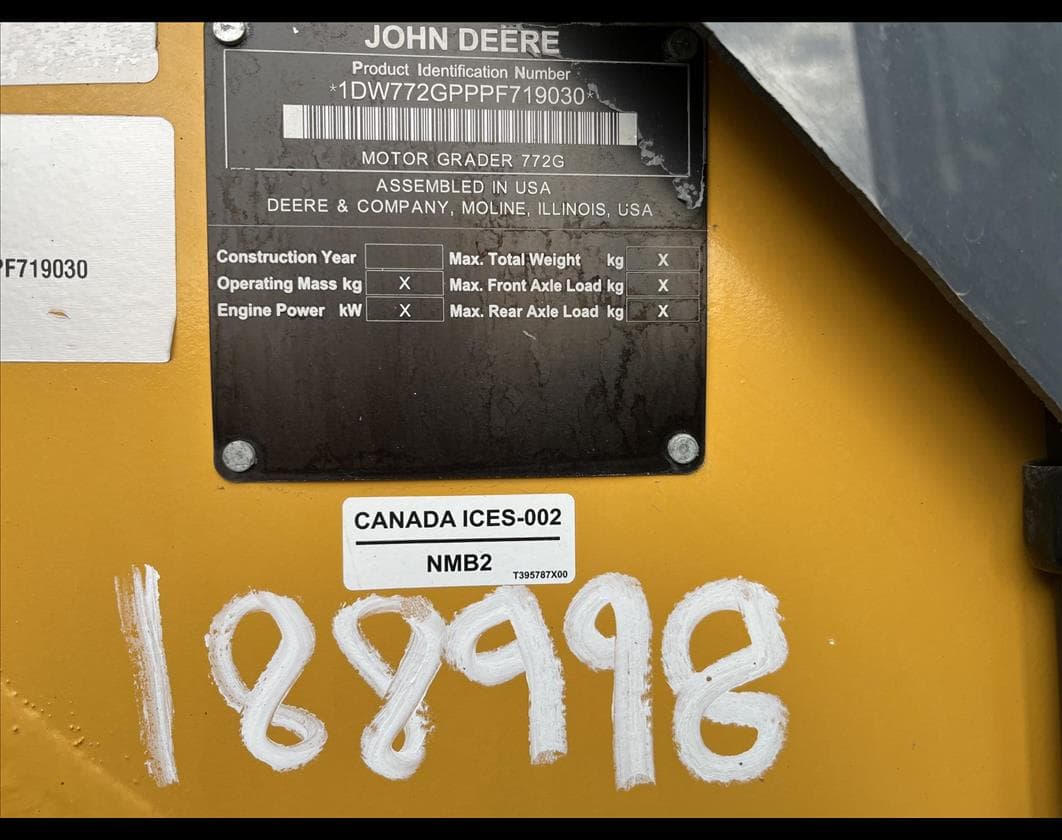 JOHN DEERE
Product Identification Number
*1DW772GPPPF719030*
MOTOR GRADER 772G
ASSEMBLED IN USA
DEERE & COMPANY, MOLINE, ILLINOIS, USA
Construction Year Max. Total Weight kg X
Operating Mass kg X Max. Front Axle Load kg X
Engine Power kW X Max. Rear Axle Load kg X
PF719030
CANADA ICES-002
NMB2
T395787X00
188998